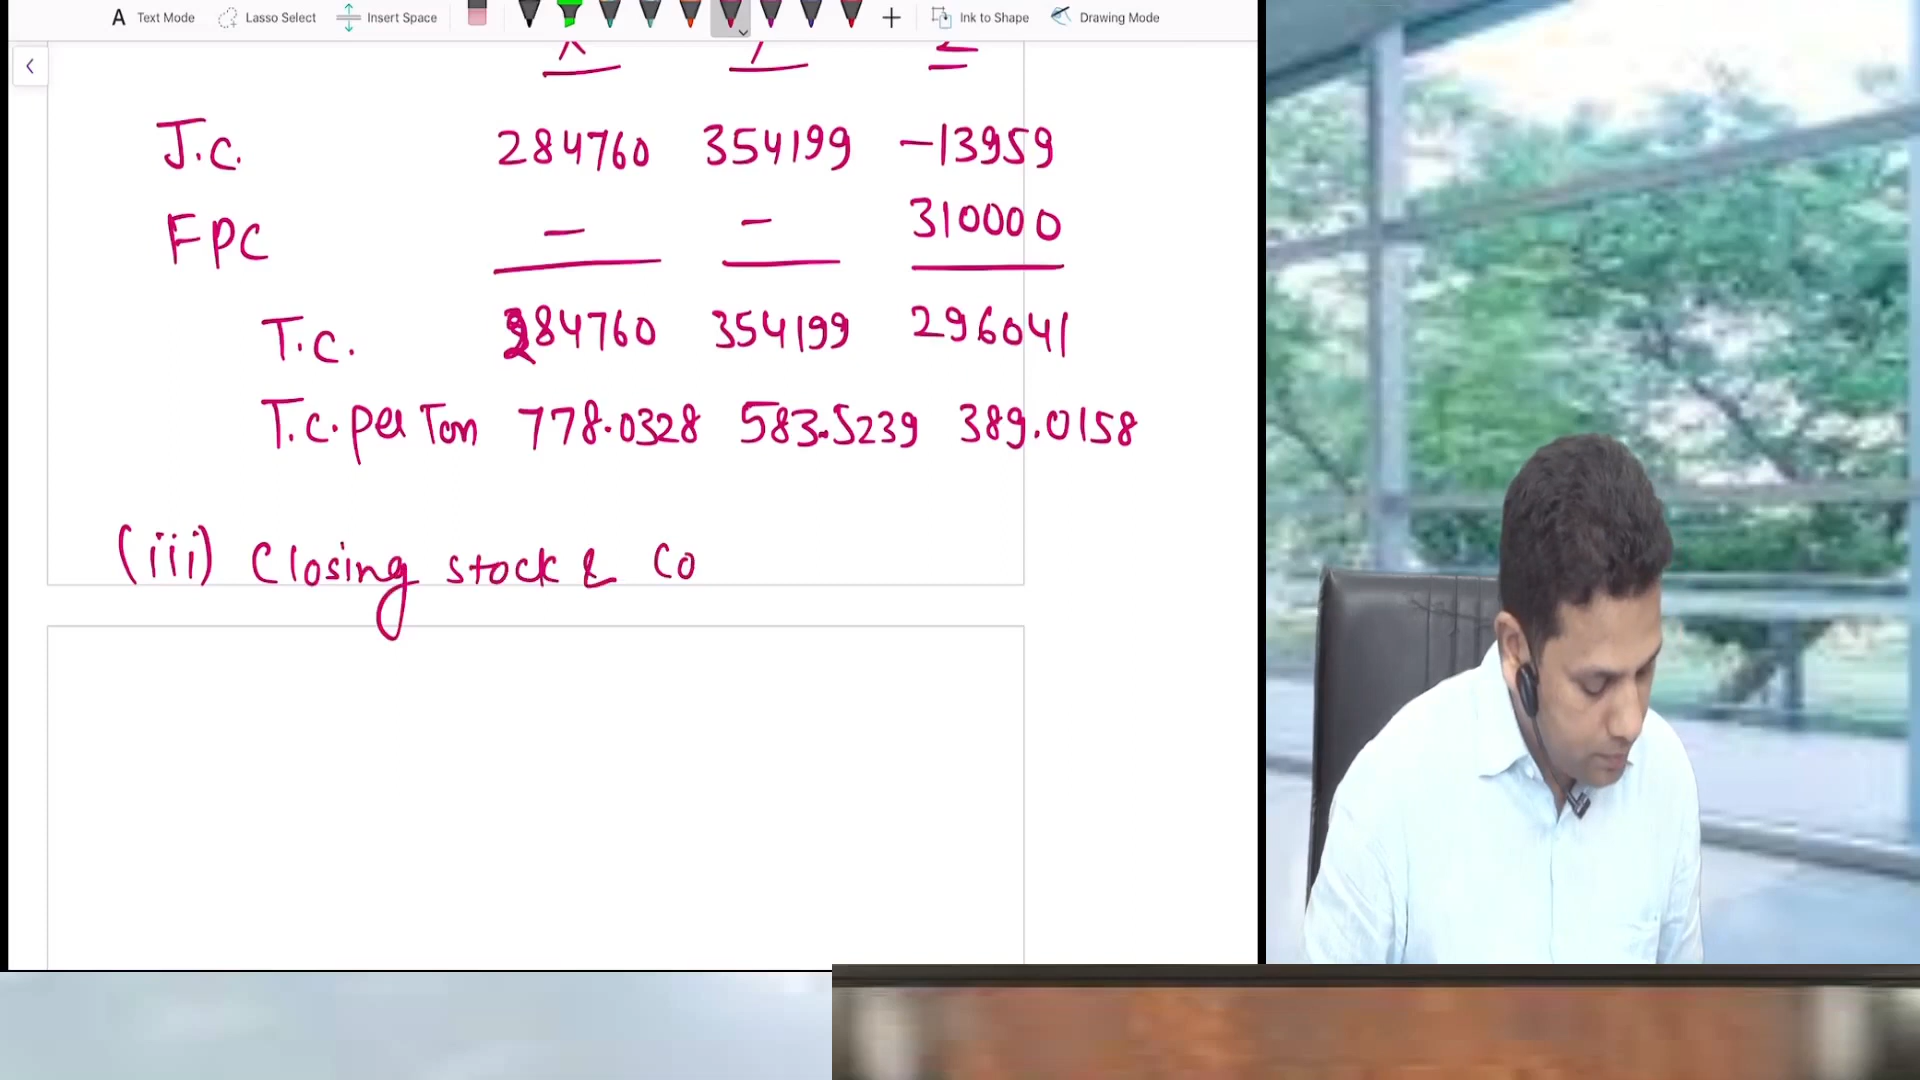 Text Mode Lasso Select Insert Space Ink to Shape Drawing Mode
X Y Z
J.C. 284760 354199 -13959
FPC - - 310000
T.C. 284760 354199 296041
T.C. per Ton 778.0328 583.5239 389.0158
(iii) Closing stock & Co